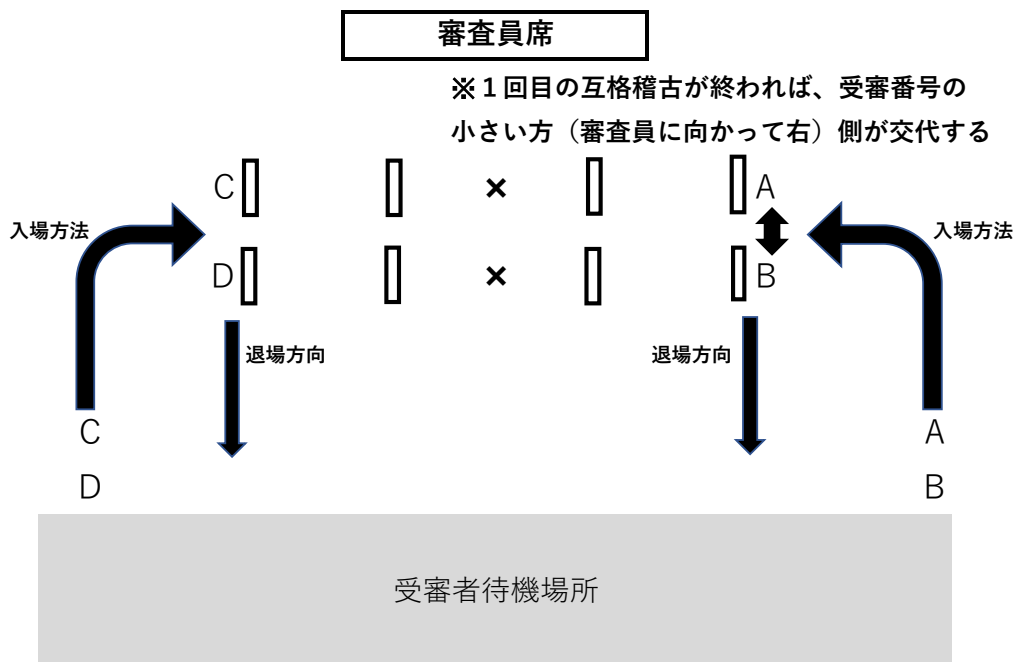 審査員席
※１回目の互格稽古が終われば、受審番号の
小さい方（審査員に向かって右）側が交代する
C × A
入場方法 入場方法
D × B
退場方向 退場方向
C A
D B
受審者待機場所